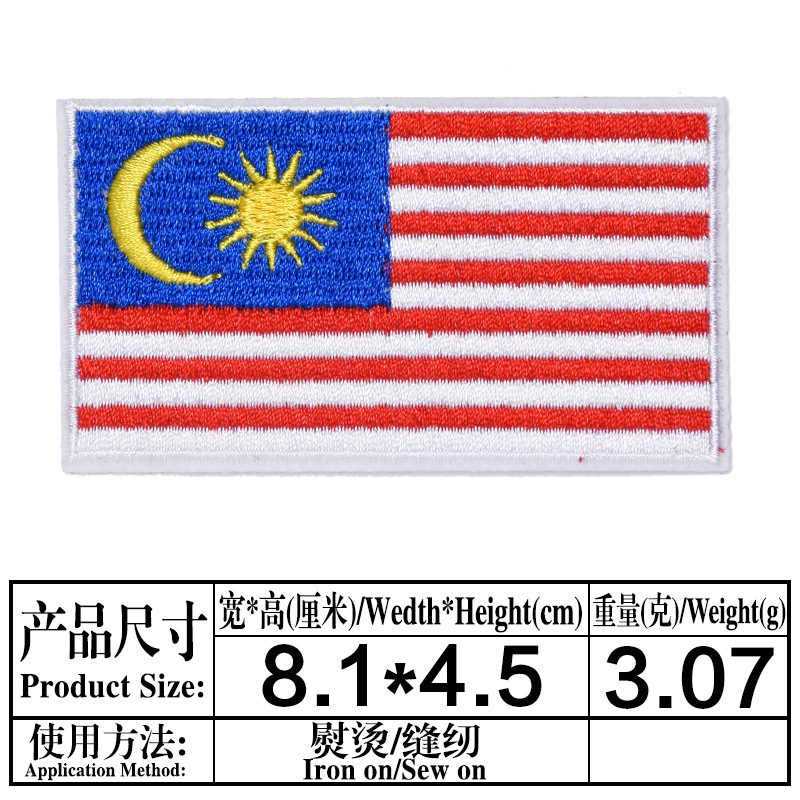 产品尺寸
Product Size:
宽*高(厘米)/Wedth*Height(cm)
重量(克)/Weight(g)
8.1*4.5
3.07
使用方法:
Application Method:
熨烫/缝纫
Iron on/Sew on